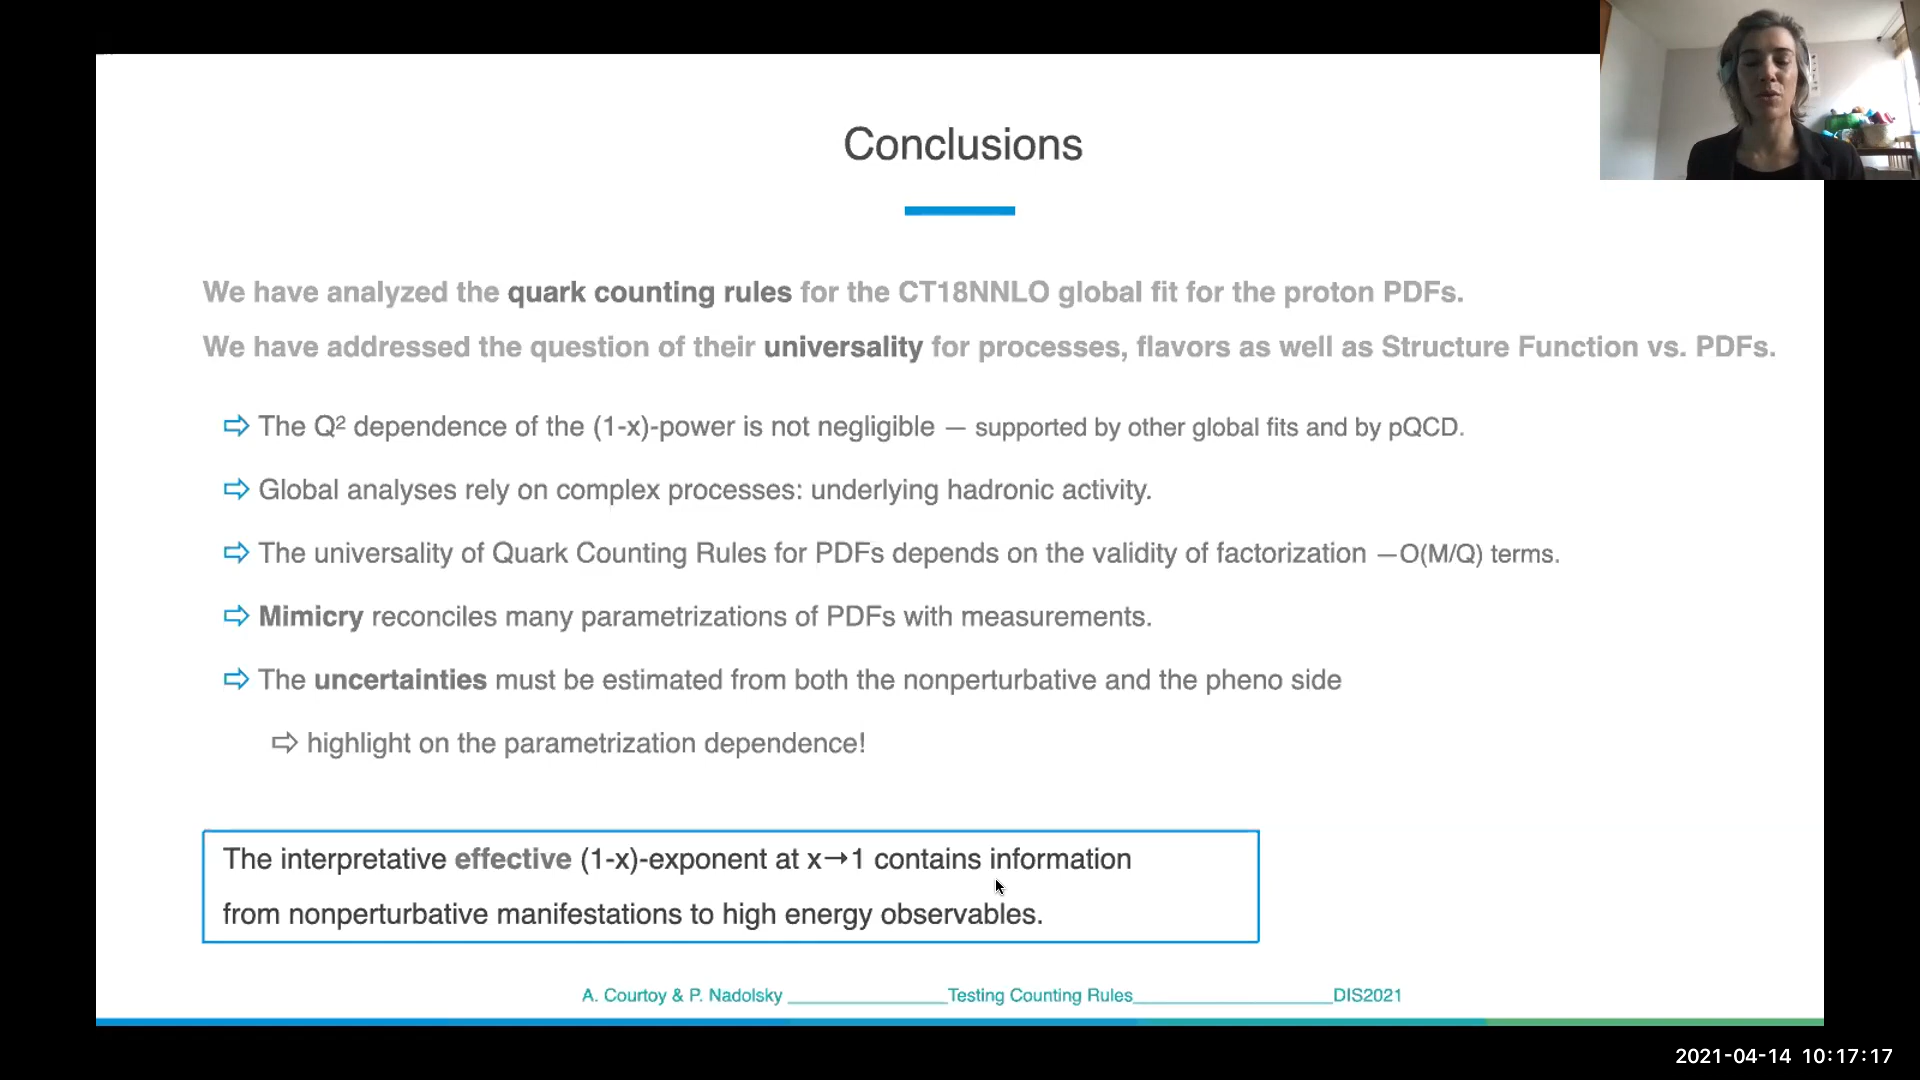 Conclusions
We have analyzed the quark counting rules for the CT18NNLO global fit for the proton PDFs.
We have addressed the question of their universality for processes, flavors as well as Structure Function vs. PDFs.
⇨ The Q² dependence of the (1-x)-power is not negligible — supported by other global fits and by pQCD.
⇨ Global analyses rely on complex processes: underlying hadronic activity.
⇨ The universality of Quark Counting Rules for PDFs depends on the validity of factorization —O(M/Q) terms.
⇨ Mimicry reconciles many parametrizations of PDFs with measurements.
⇨ The uncertainties must be estimated from both the nonperturbative and the pheno side
⇨ highlight on the parametrization dependence!
The interpretative effective (1-x)-exponent at x→1 contains information
from nonperturbative manifestations to high energy observables.
A. Courtoy & P. Nadolsky ________________Testing Counting Rules____________________DIS2021
2021-04-14 10:17:17